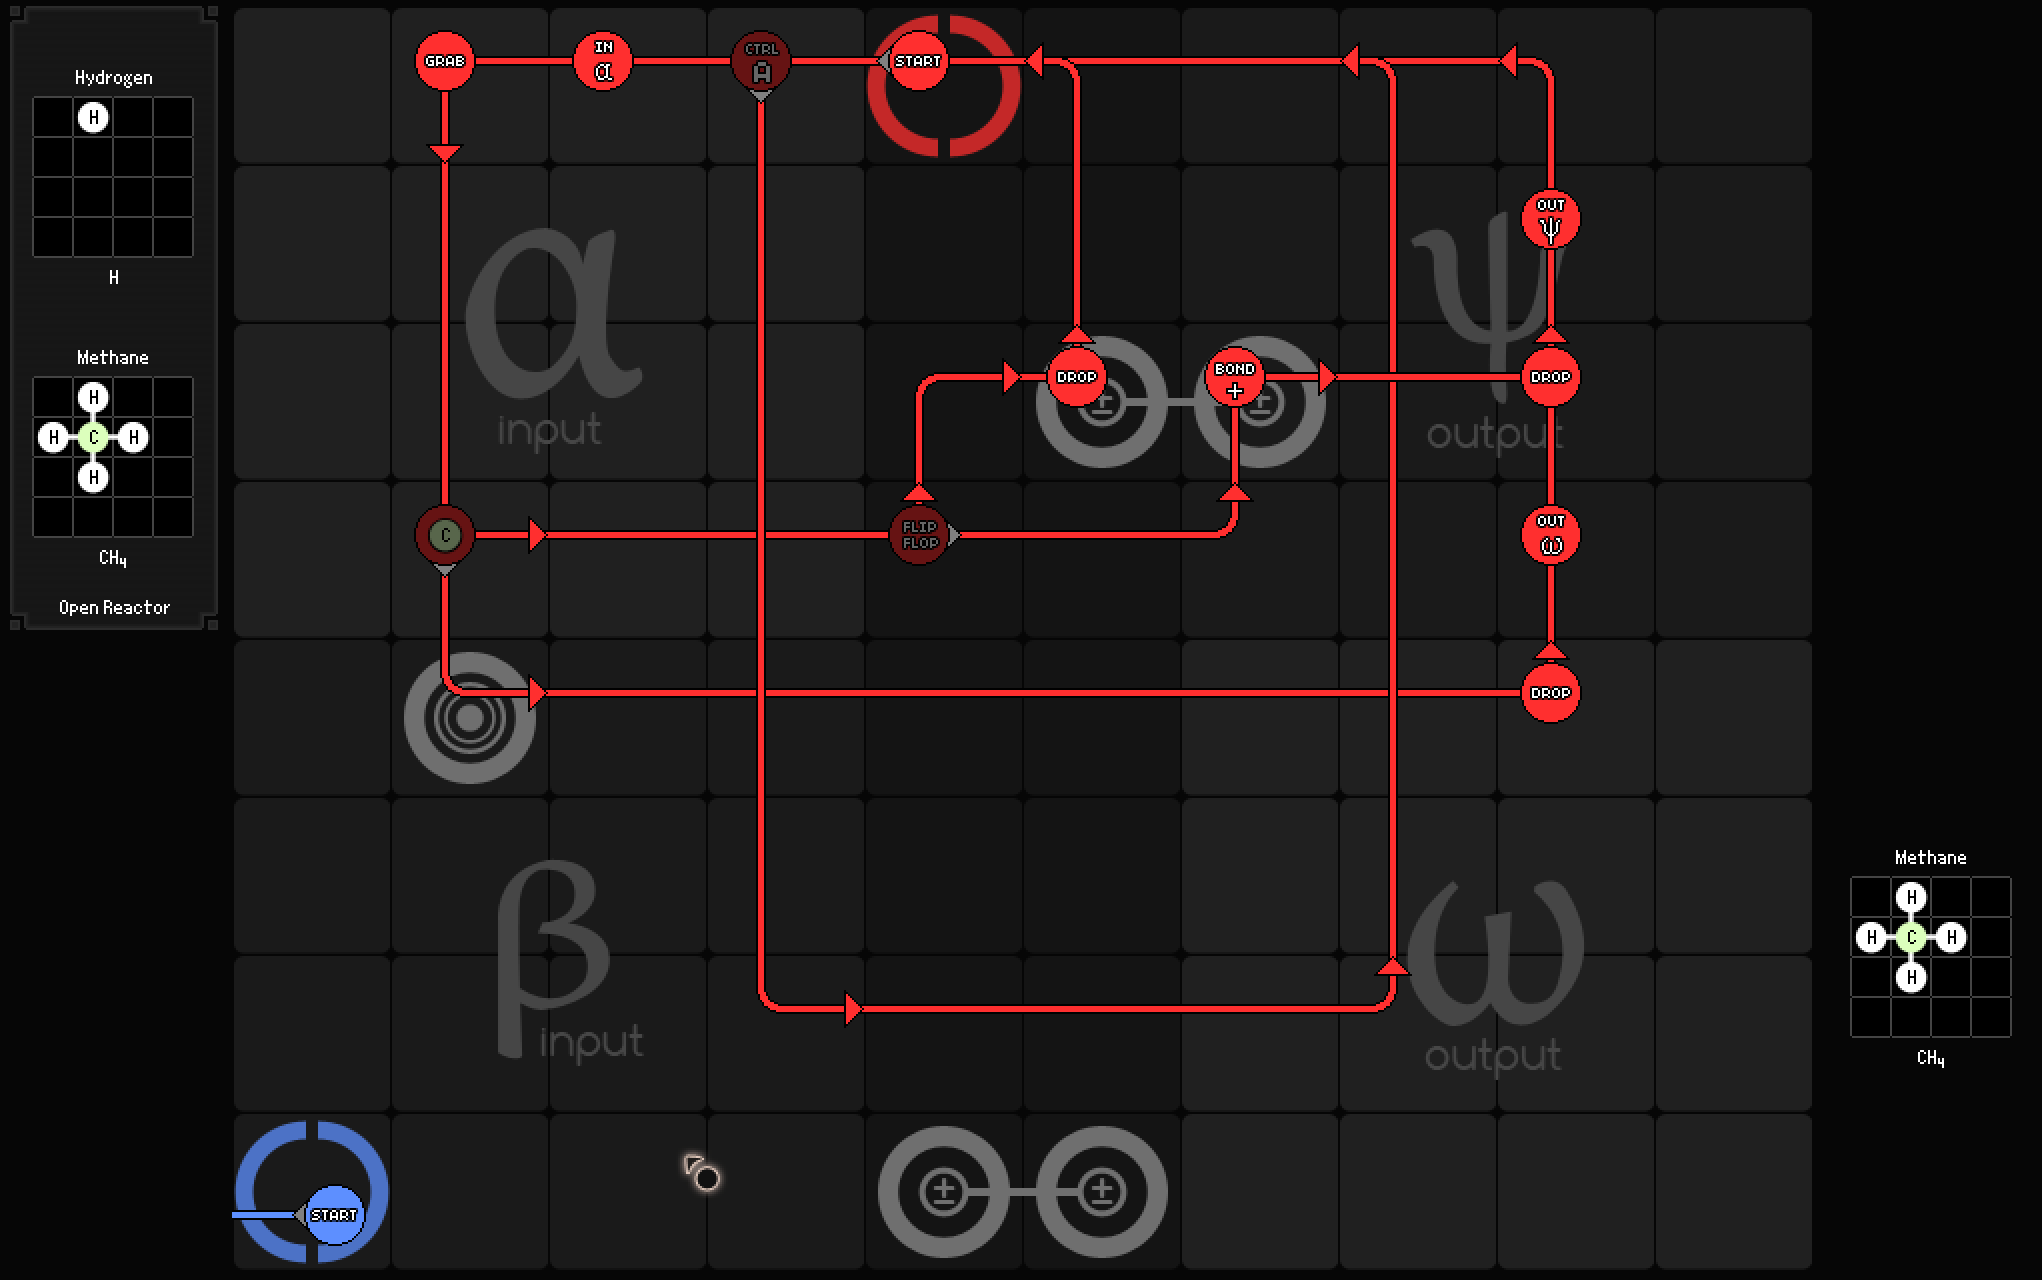 Hydrogen
H
H
Methane
H
H C H
H
CH₄
Open Reactor
GRAB
IN
α
CTRL
A
START
α
input
OUT
ψ
ψ
output
DROP
BOND
+
DROP
C
FLIP
FLOP
OUT
ω
DROP
β
input
ω
output
START
Methane
H
H C H
H
CH₄